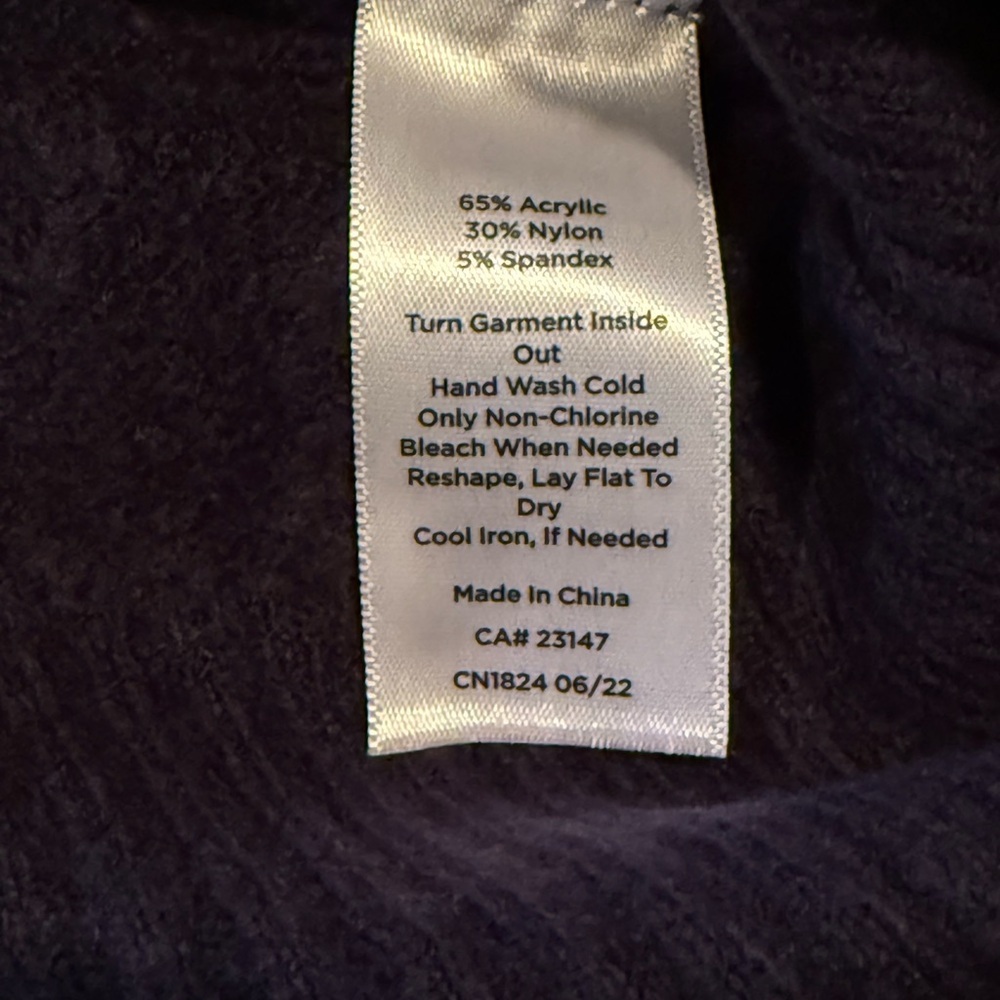 65% Acrylic
30% Nylon
5% Spandex
Turn Garment Inside
Out
Hand Wash Cold
Only Non-Chlorine
Bleach When Needed
Reshape, Lay Flat To
Dry
Cool Iron, If Needed
Made In China
CA# 23147
CN1824 06/22